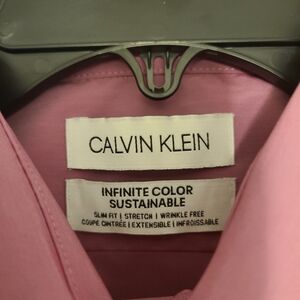 CALVIN KLEIN
INFINITE COLOR
SUSTAINABLE
SLIM FIT | STRETCH | WRINKLE FREE
COUPE CINTRÉE | EXTENSIBLE | INFROISSABLE